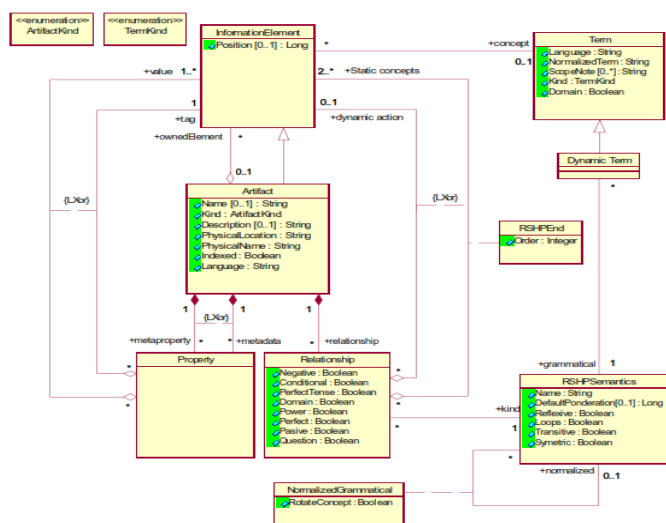 <<enumeration>>
ArtifactKind
<<enumeration>>
TermKind
InformationElement
Position [0..1] : Long
*
+concept
0..1
Term
Language : String
NormalizedTerm : String
ScopeNote [0..*] : String
Kind : TermKind
Domain : Boolean
+value
1..*
2..*
+Static concepts
1
+tag
0..1
+dynamic action
+ownedElement
*
0..1
Dynamic Term
*
{LXor}
{LXor}
Artifact
Name [0..1] : String
Kind : ArtifactKind
Description [0..1] : String
PhysicalLocation : String
PhysicalName : String
Indexed : Boolean
Language : String
RSHPEnd
Order : Integer
1
{LXor}
1
1
+metaproperty
*
*
+metadata
*
+relationship
Property
*
*
Relationship
Negative : Boolean
Conditional : Boolean
PerfectTense : Boolean
Domain : Boolean
Power : Boolean
Perfect : Boolean
Pasive : Boolean
Question : Boolean
*
*
*
+grammatical
1
+kind
1
RSHPSemantics
Name : String
DefaultPonderation[0..1] : Long
Reflexive : Boolean
Loops : Boolean
Transitive : Boolean
Symetric : Boolean
*
+normalized
0..1
NormalizedGrammatical
RotateConcept : Boolean